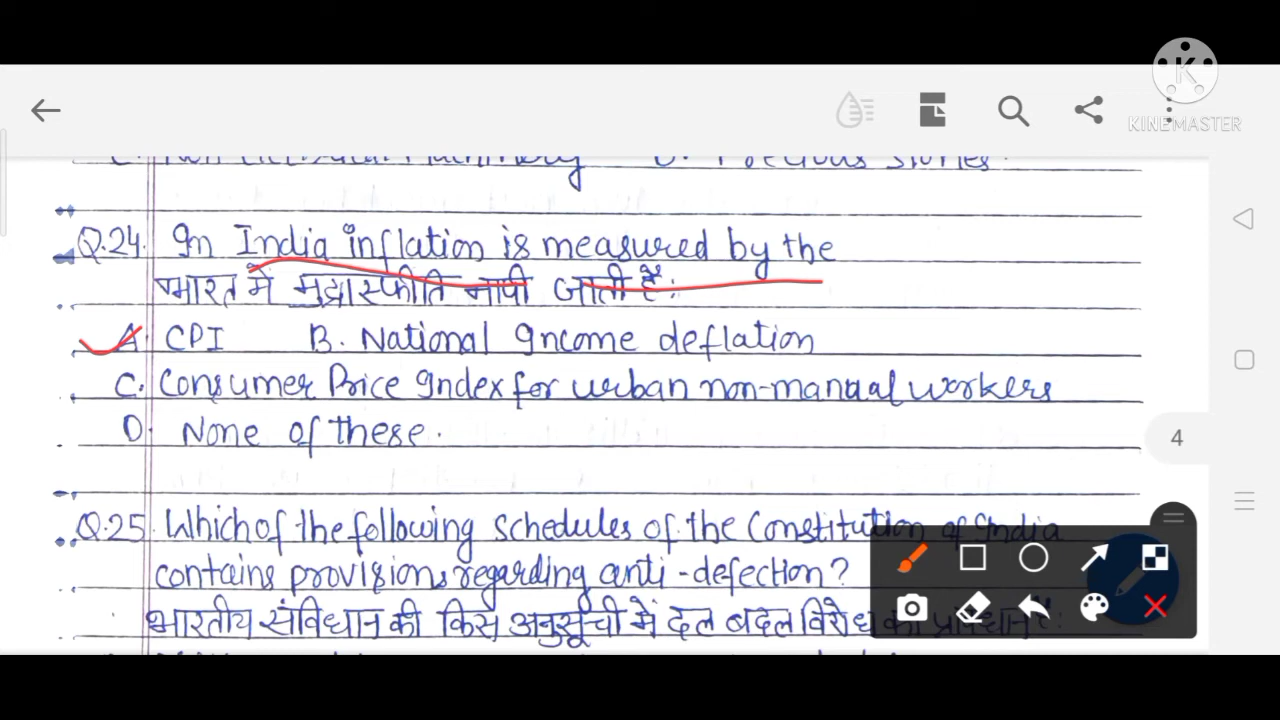 KINEMASTER
Q.24. In India inflation is measured by the
भारत में मुद्रास्फीति मापी जाती है:
A. CPI B. National Income deflation
C. Consumer Price Index for urban non-manual workers
D. None of these.
4
Q.25. Which of the following schedules of the Constitution of India
contains provisions regarding anti-defection?
भारतीय संविधान की किस अनुसूची में दल बदल विरोध का प्रावधान है: